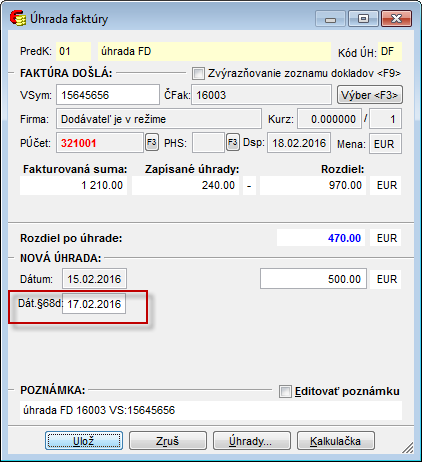 Úhrada faktúry
PredK: 01 úhrada FD Kód ÚH: DF
FAKTÚRA DOŠLÁ: Zvýrazňovanie zoznamu dokladov <F9>
VSym: 15645656 ČFak: 16003 Výber <F3>
Firma: Dodávateľ je v režime Kurz: 0.000000 / 1
PÚčet: 321001 F3 PHS: F3 Dsp: 18.02.2016 Mena: EUR
Fakturovaná suma: Zapísané úhrady: Rozdiel:
1 210.00 240.00 - 970.00 EUR
Rozdiel po úhrade: 470.00 EUR
NOVÁ ÚHRADA:
Dátum: 15.02.2016 500.00 EUR
Dát.§68d: 17.02.2016
POZNÁMKA: Editovať poznámku
úhrada FD 16003 VS:15645656
Ulož Zruš Úhrady... Kalkulačka